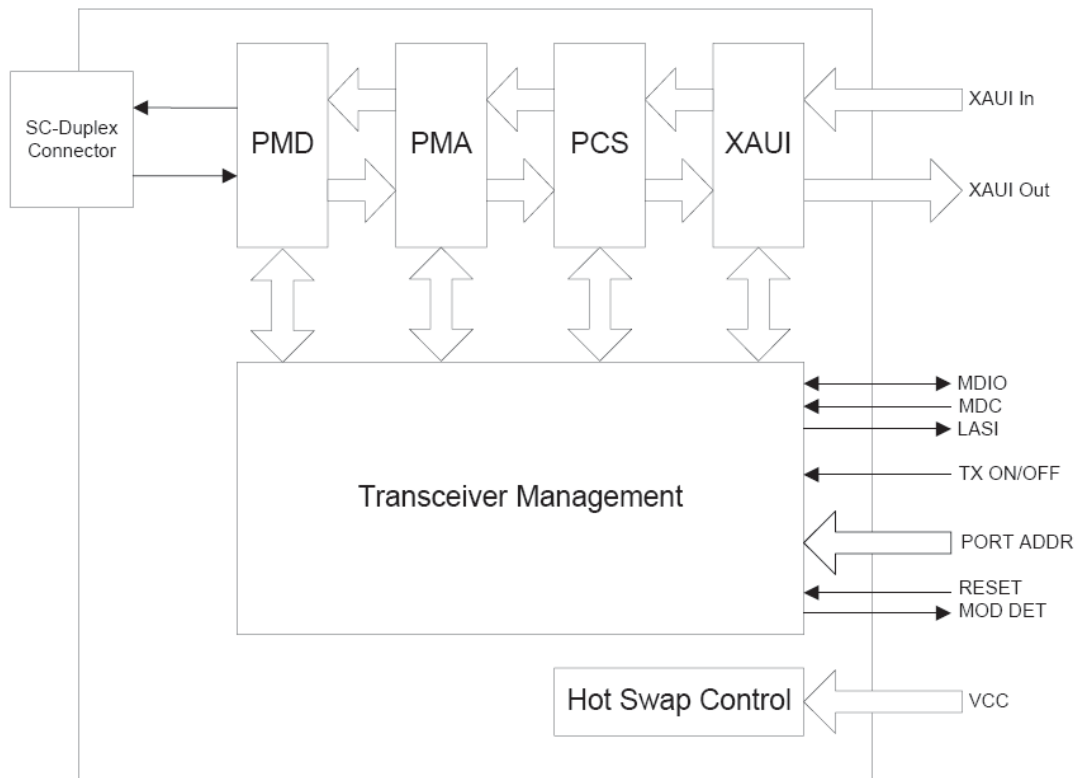 SC-Duplex
Connector
PMD
PMA
PCS
XAUI
XAUI In
XAUI Out
Transceiver Management
MDIO
MDC
LASI
TX ON/OFF
PORT ADDR
RESET
MOD DET
Hot Swap Control
VCC